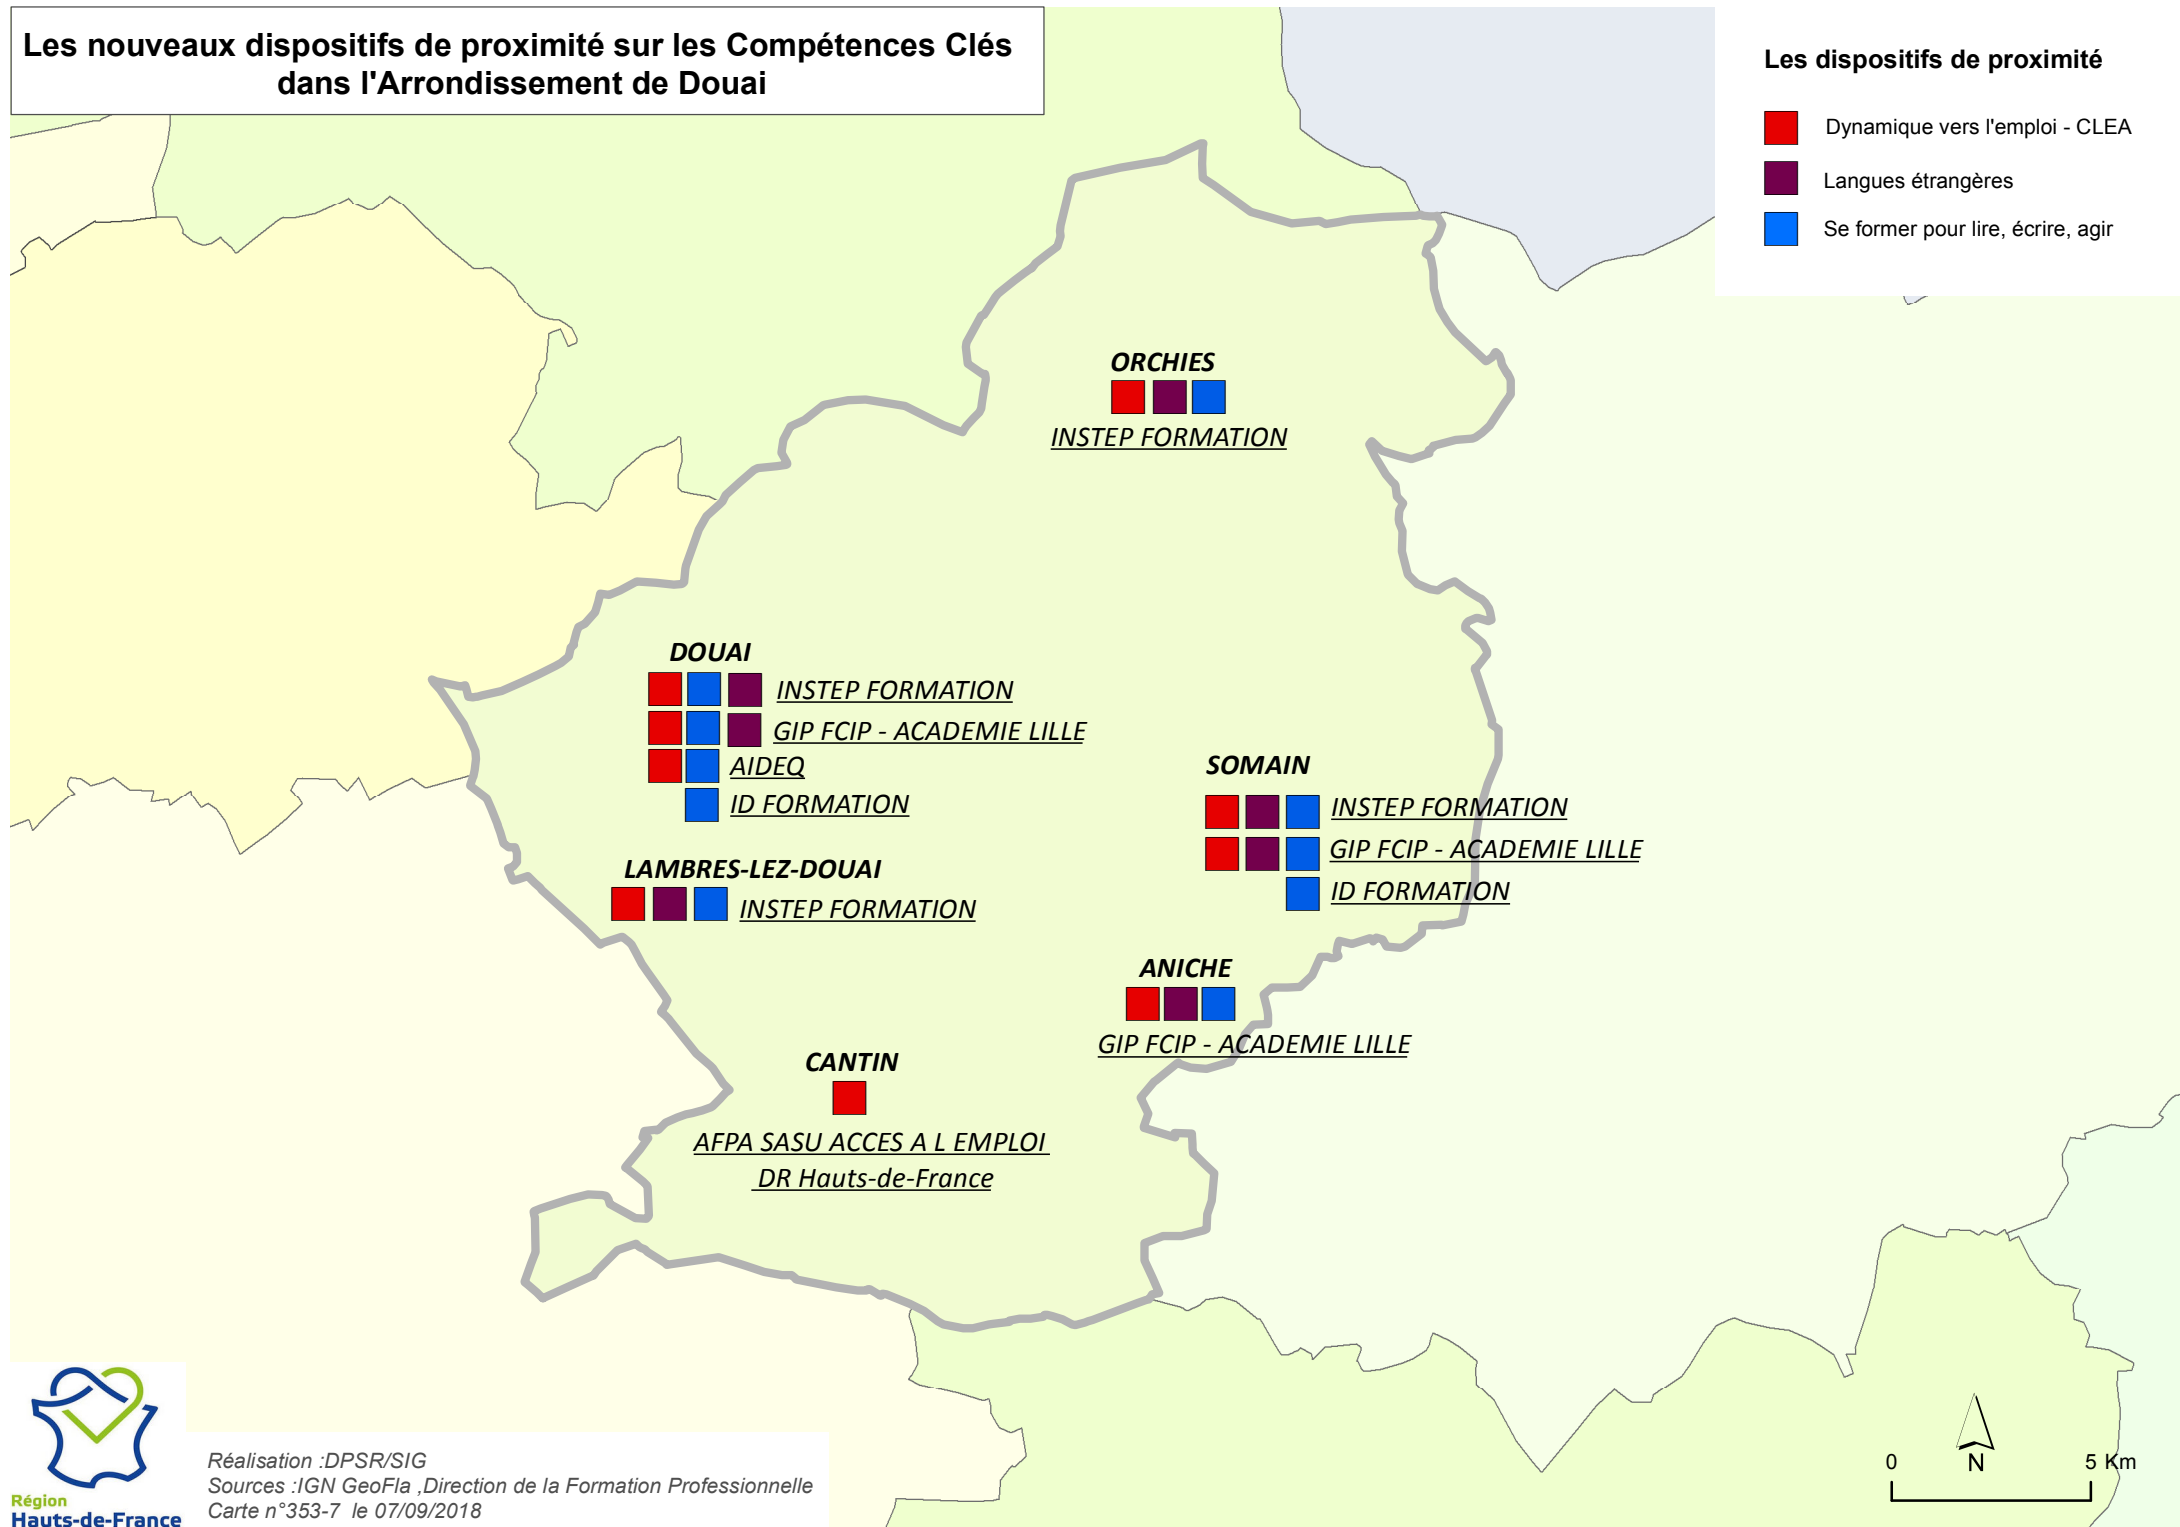 Les nouveaux dispositifs de proximité sur les Compétences Clés
dans l'Arrondissement de Douai
Les dispositifs de proximité
Dynamique vers l'emploi - CLEA
Langues étrangères
Se former pour lire, écrire, agir
ORCHIES
INSTEP FORMATION
DOUAI
INSTEP FORMATION
GIP FCIP - ACADEMIE LILLE
AIDEQ
ID FORMATION
SOMAIN
INSTEP FORMATION
GIP FCIP - ACADEMIE LILLE
ID FORMATION
LAMBRES-LEZ-DOUAI
INSTEP FORMATION
ANICHE
GIP FCIP - ACADEMIE LILLE
CANTIN
AFPA SASU ACCES A L EMPLOI
DR Hauts-de-France
Réalisation :DPSR/SIG
Sources :IGN GeoFla ,Direction de la Formation Professionnelle
Carte n°353-7 le 07/09/2018
Région
Hauts-de-France
0 N 5 Km